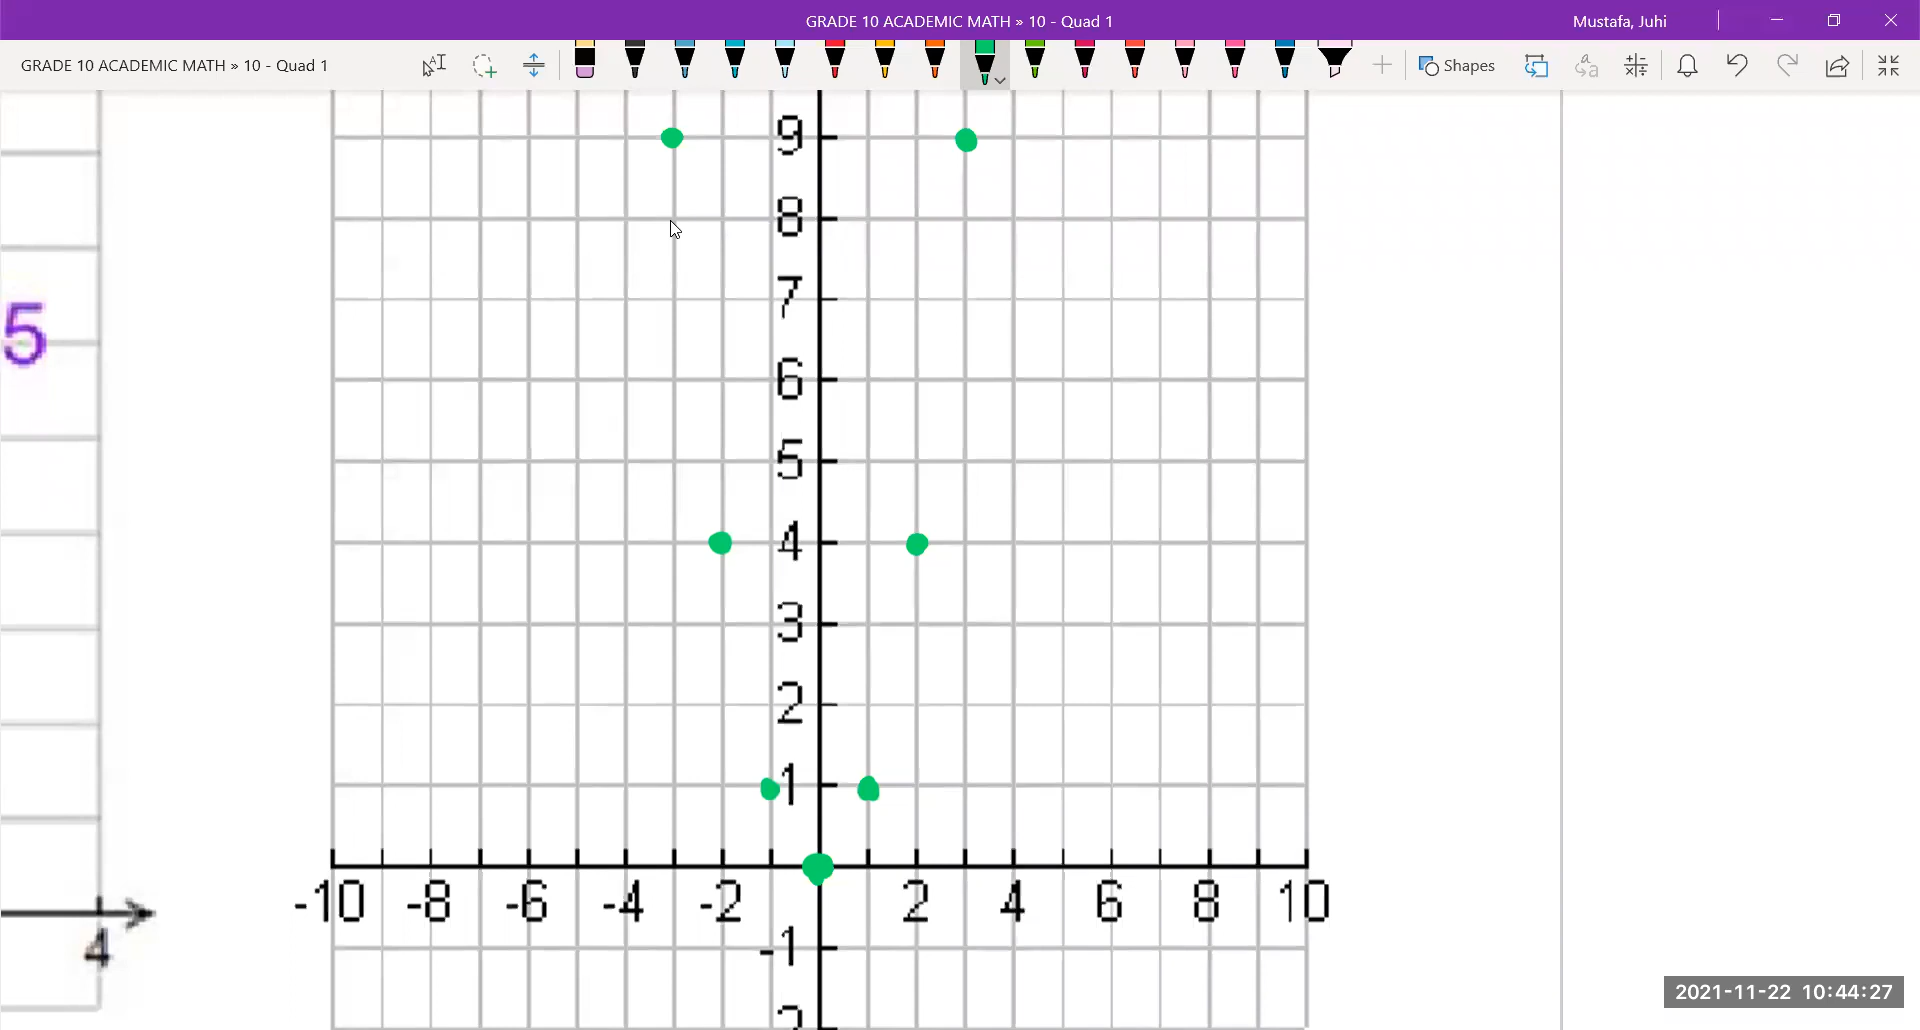 GRADE 10 ACADEMIC MATH » 10 - Quad 1
Mustafa, Juhi
GRADE 10 ACADEMIC MATH » 10 - Quad 1
Shapes
9
8
7
5
6
5
4
3
2
1
-10 -8 -6 -4 -2 2 4 6 8 10
4
-1
2021-11-22 10:44:27